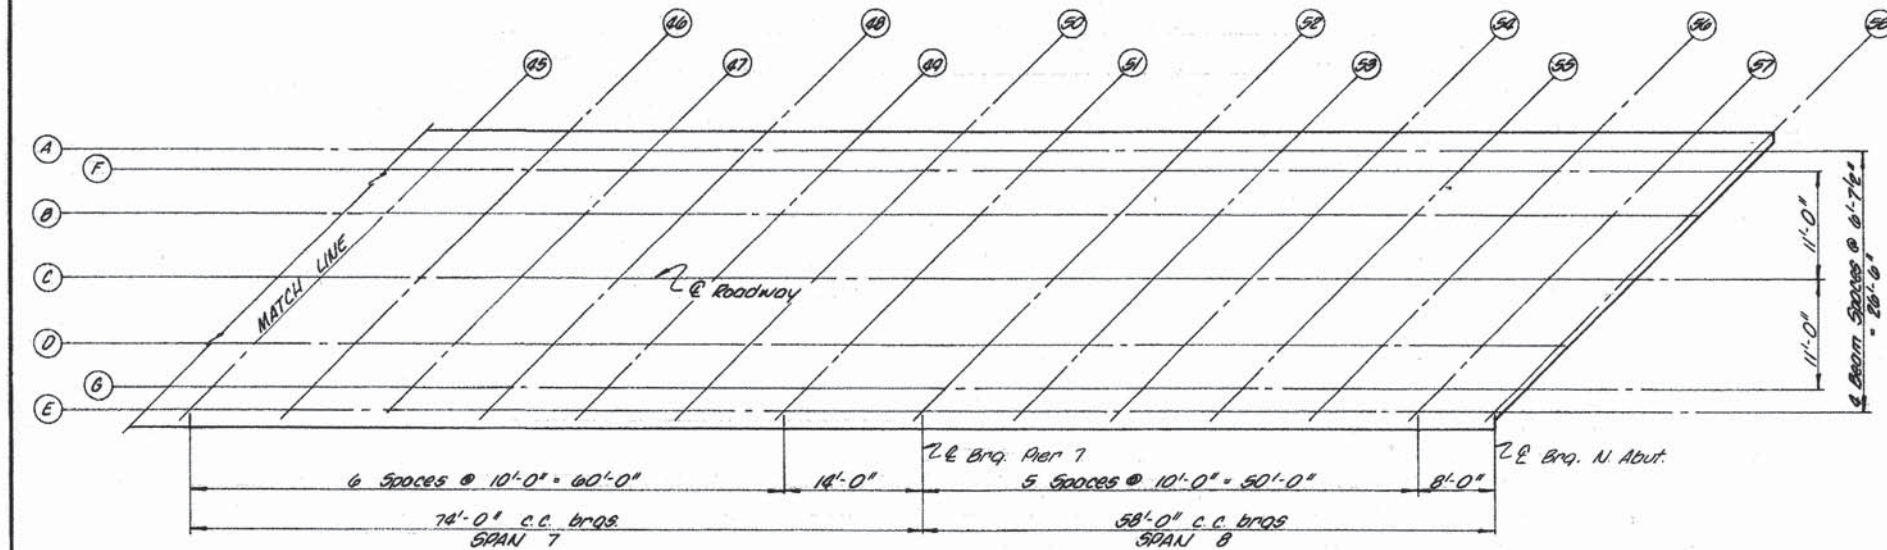 46 48 50 52 54 56 58
45 47 49 51 53 55 57
A
F
B
C
D
G
E
MATCH LINE
℄ Roadway
11'-0"
11'-0"
4 Beam Spaces @ 6'-7½"
= 26'-6"
℄ Brg. Pier 7
℄ Brg. N. Abut.
6 Spaces @ 10'-0" = 60'-0"
14'-0"
5 Spaces @ 10'-0" = 50'-0"
8'-0"
74'-0" c.c. brgs.
SPAN 7
58'-0" c.c. brgs
SPAN 8